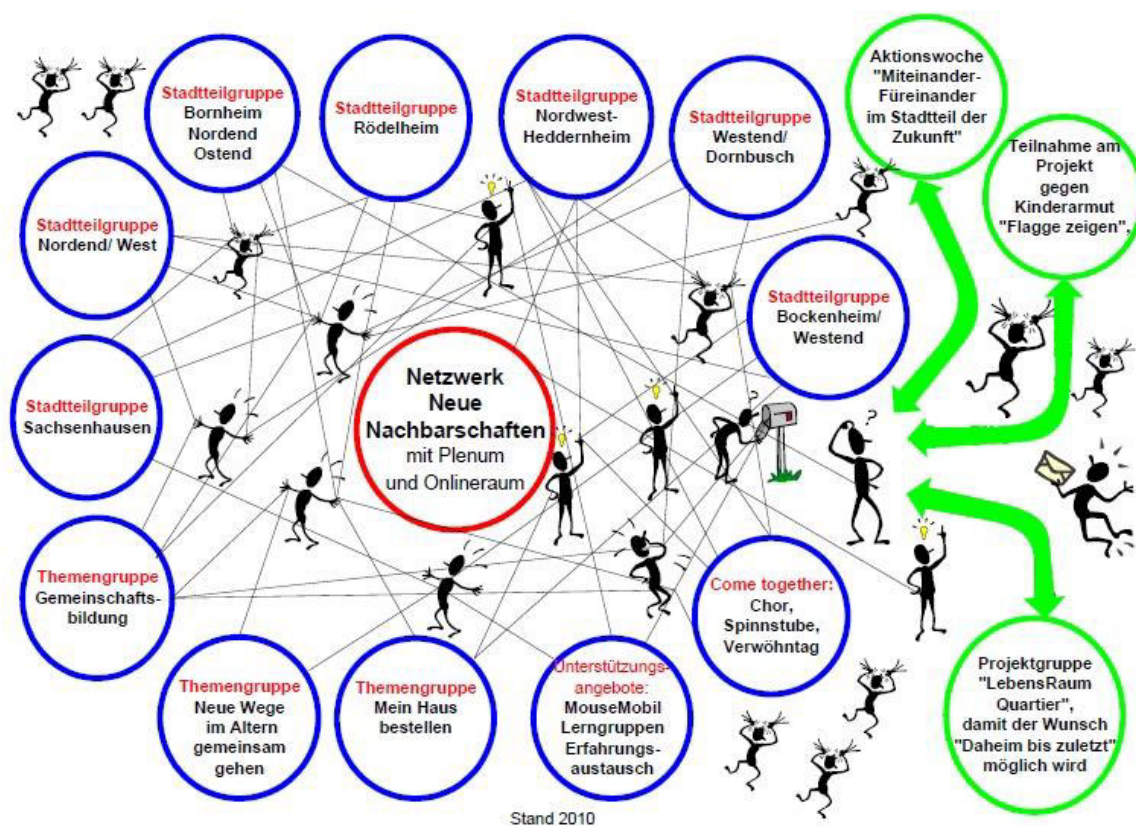 Stadtteilgruppe
Bornheim
Nordend
Ostend
Stadtteilgruppe
Rödelheim
Stadtteilgruppe
Nordwest-
Heddernheim
Stadtteilgruppe
Westend/
Dornbusch
Aktionswoche
"Miteinander-
Füreinander
im Stadtteil der
Zukunft"
Teilnahme am
Projekt
gegen
Kinderarmut
"Flagge zeigen",
Stadtteilgruppe
Nordend/ West
Stadtteilgruppe
Bockenheim/
Westend
Netzwerk
Neue
Nachbarschaften
mit Plenum
und Onlineraum
Stadtteilgruppe
Sachsenhausen
?
Themengruppe
Gemeinschafts-
bildung
Come together:
Chor,
Spinnstube,
Verwöhntag
Themengruppe
Neue Wege
im Altern
gemeinsam
gehen
Themengruppe
Mein Haus
bestellen
Unterstützungs-
angebote:
MouseMobil
Lerngruppen
Erfahrungs-
austausch
Projektgruppe
"LebensRaum
Quartier",
damit der Wunsch
"Daheim bis zuletzt"
möglich wird
Stand 2010